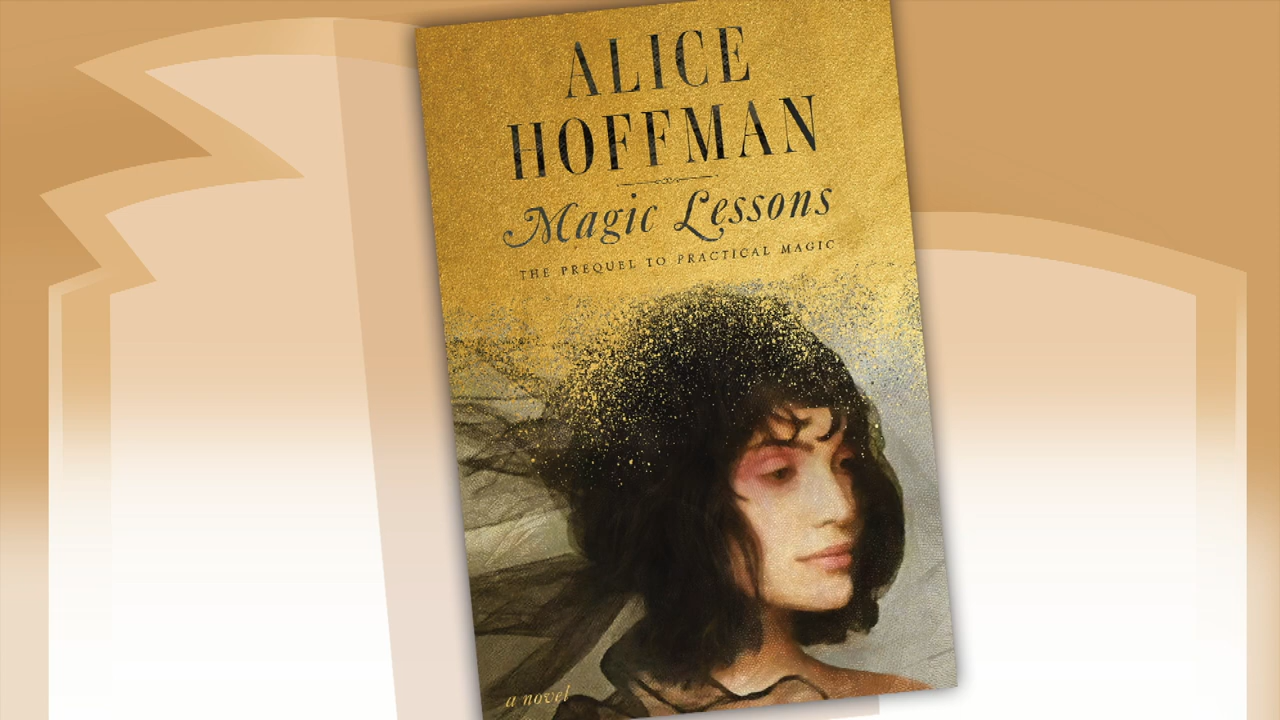 ALICE
HOFFMAN
Magic Lessons
THE PREQUEL TO PRACTICAL MAGIC
a novel